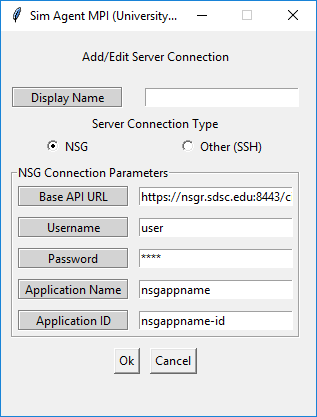 Sim Agent MPI (University...
Add/Edit Server Connection
Display Name
Server Connection Type
NSG Other (SSH)
NSG Connection Parameters
Base API URL https://nsgr.sdsc.edu:8443/c
Username user
Password ****
Application Name nsgappname
Application ID nsgappname-id
Ok Cancel